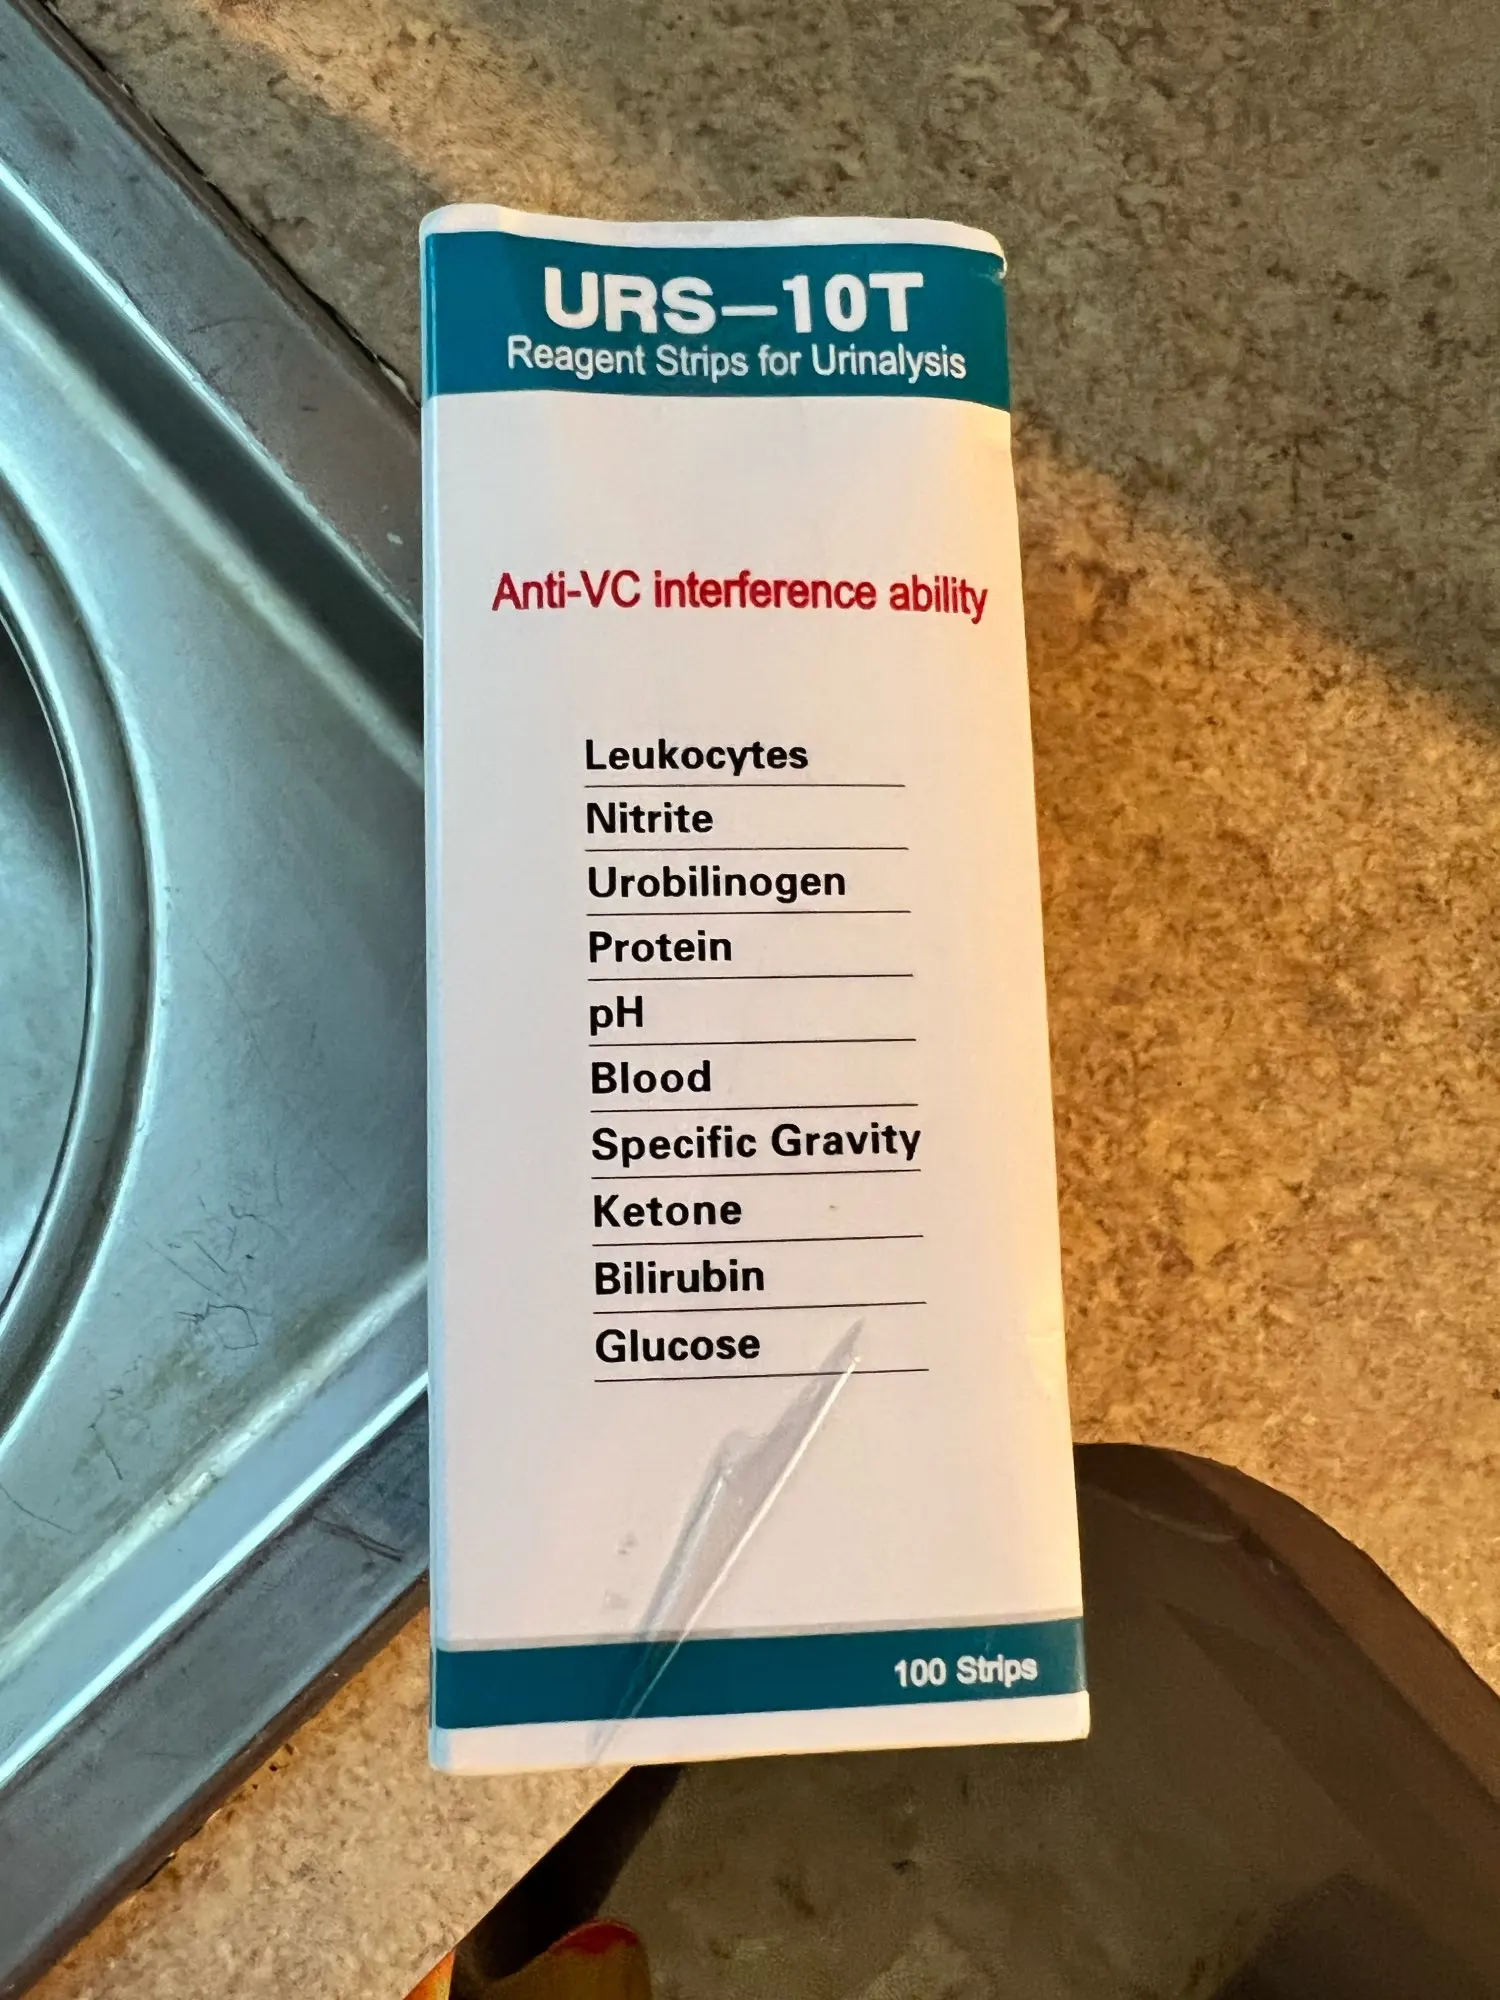 URS–10T
Reagent Strips for Urinalysis
Anti-VC interference ability
Leukocytes
Nitrite
Urobilinogen
Protein
pH
Blood
Specific Gravity
Ketone
Bilirubin
Glucose
100 Strips